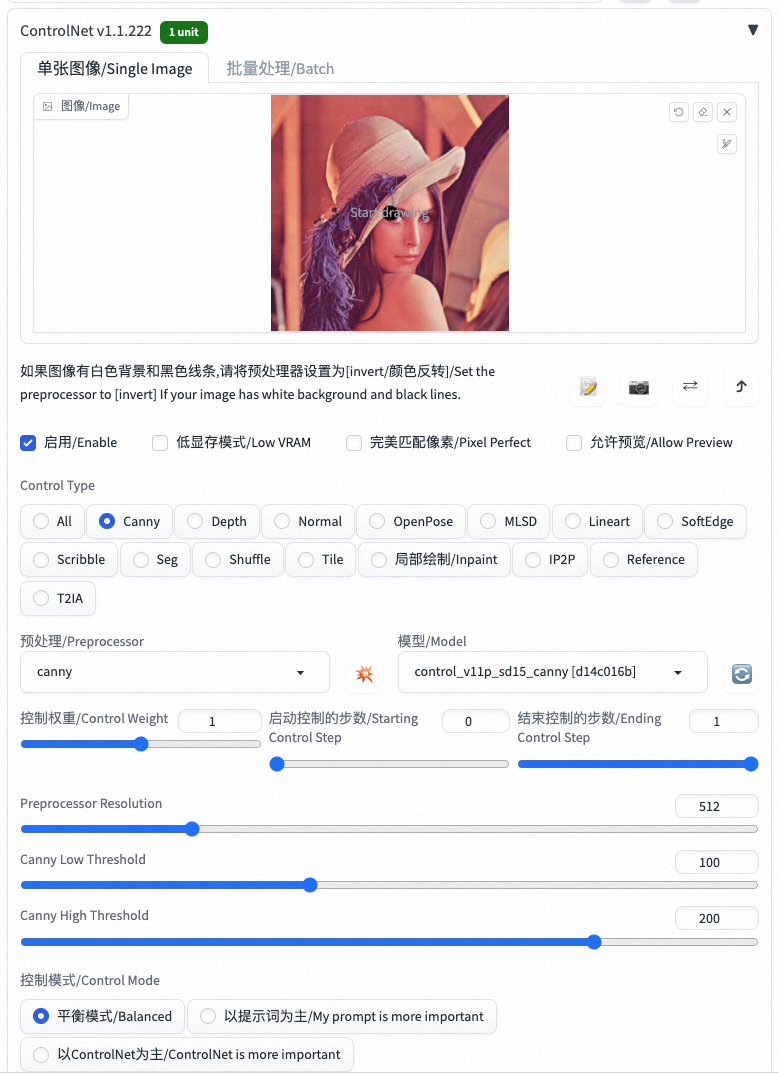 ControlNet v1.1.222 1 unit ▼
单张图像/Single Image 批量处理/Batch
图像/Image
Start drawing
如果图像有白色背景和黑色线条,请将预处理器设置为[invert/颜色反转]/Set the
preprocessor to [invert] If your image has white background and black lines.
启用/Enable 低显存模式/Low VRAM 完美匹配像素/Pixel Perfect 允许预览/Allow Preview
Control Type
All Canny Depth Normal OpenPose MLSD Lineart SoftEdge
Scribble Seg Shuffle Tile 局部绘制/Inpaint IP2P Reference
T2IA
预处理/Preprocessor 模型/Model
canny control_v11p_sd15_canny [d14c016b]
控制权重/Control Weight 1 启动控制的步数/Starting 0 结束控制的步数/Ending 1
Control Step Control Step
Preprocessor Resolution 512
Canny Low Threshold 100
Canny High Threshold 200
控制模式/Control Mode
平衡模式/Balanced 以提示词为主/My prompt is more important
以ControlNet为主/ControlNet is more important